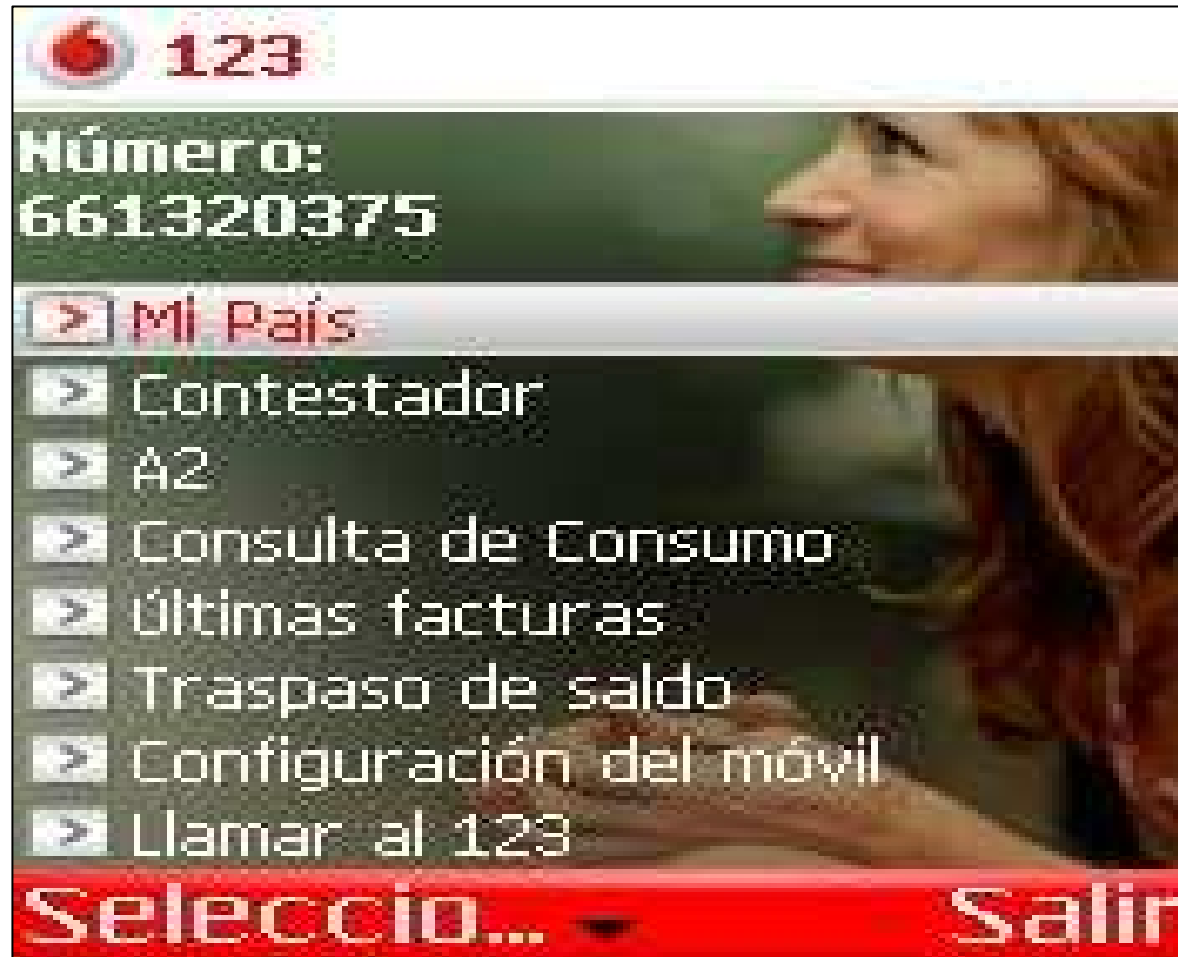 123
Número:
661320375
Mi País
Contestador
A2
Consulta de Consumo
Últimas facturas
Traspaso de saldo
Configuración del móvil
Llamar al 123
Seleccio... Salir